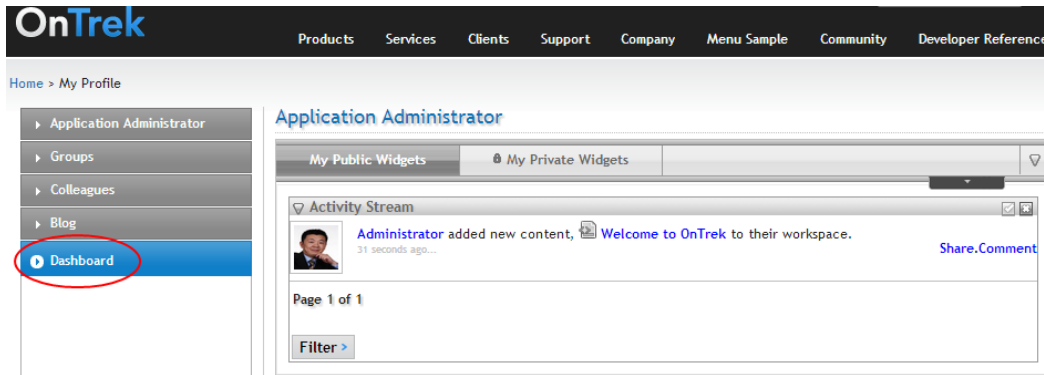 OnTrek
Products Services Clients Support Company Menu Sample Community Developer Reference
Home > My Profile
Application Administrator
Groups
Colleagues
Blog
Dashboard
Application Administrator
My Public Widgets My Private Widgets
Activity Stream
Administrator added new content, Welcome to OnTrek to their workspace.
31 seconds ago...
Share.Comment
Page 1 of 1
Filter >